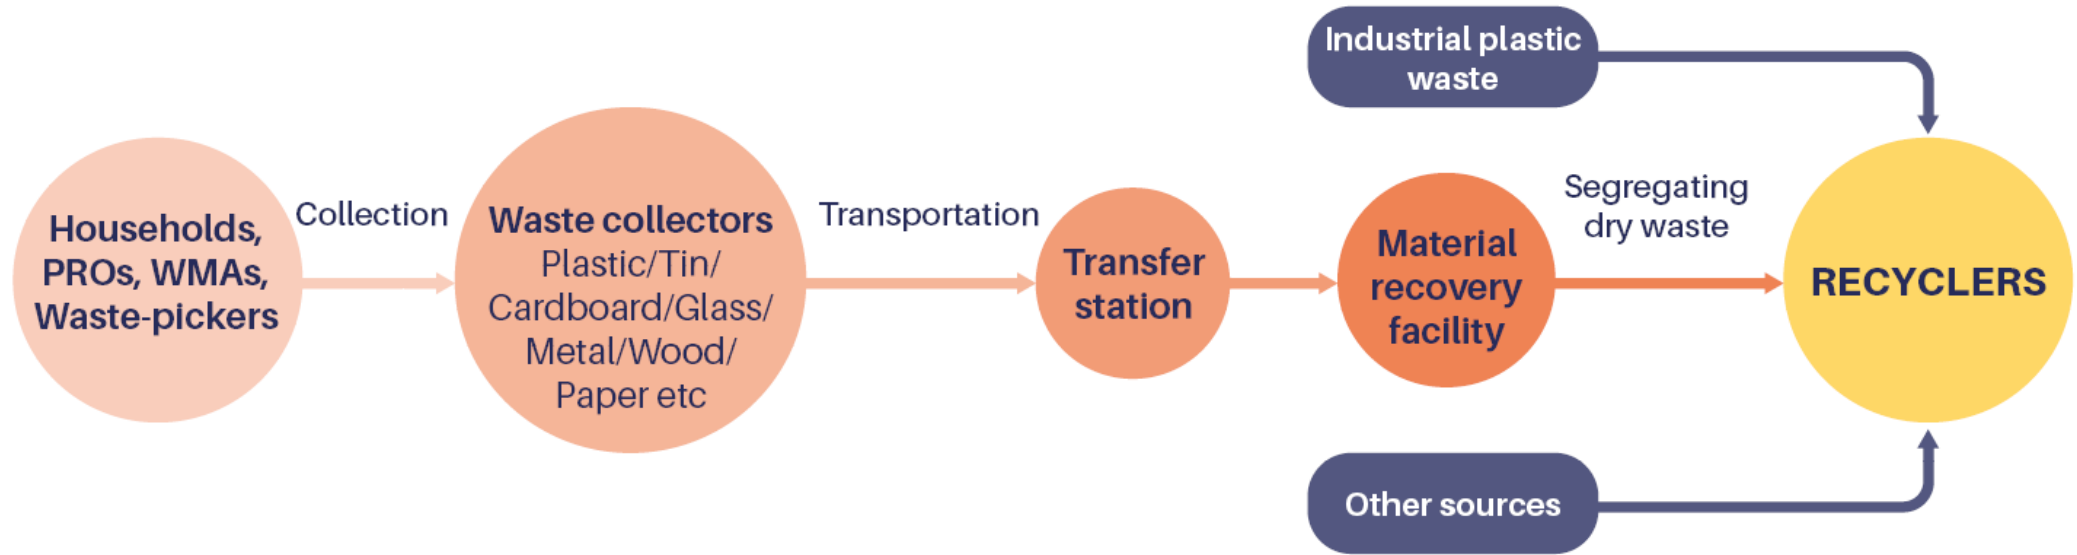 Households,
PROs, WMAs,
Waste-pickers
Collection
Waste collectors
Plastic/Tin/
Cardboard/Glass/
Metal/Wood/
Paper etc
Transportation
Transfer
station
Material
recovery
facility
Segregating
dry waste
Industrial plastic
waste
RECYCLERS
Other sources